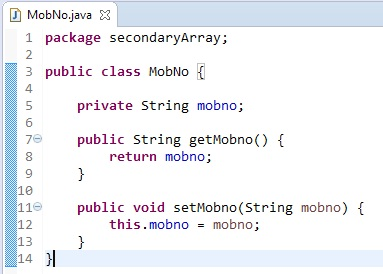 MobNo.java
1 package secondaryArray;
2
3 public class MobNo {
4
5     private String mobno;
6
7     public String getMobno() {
8         return mobno;
9     }
10
11     public void setMobno(String mobno) {
12         this.mobno = mobno;
13     }
14 }